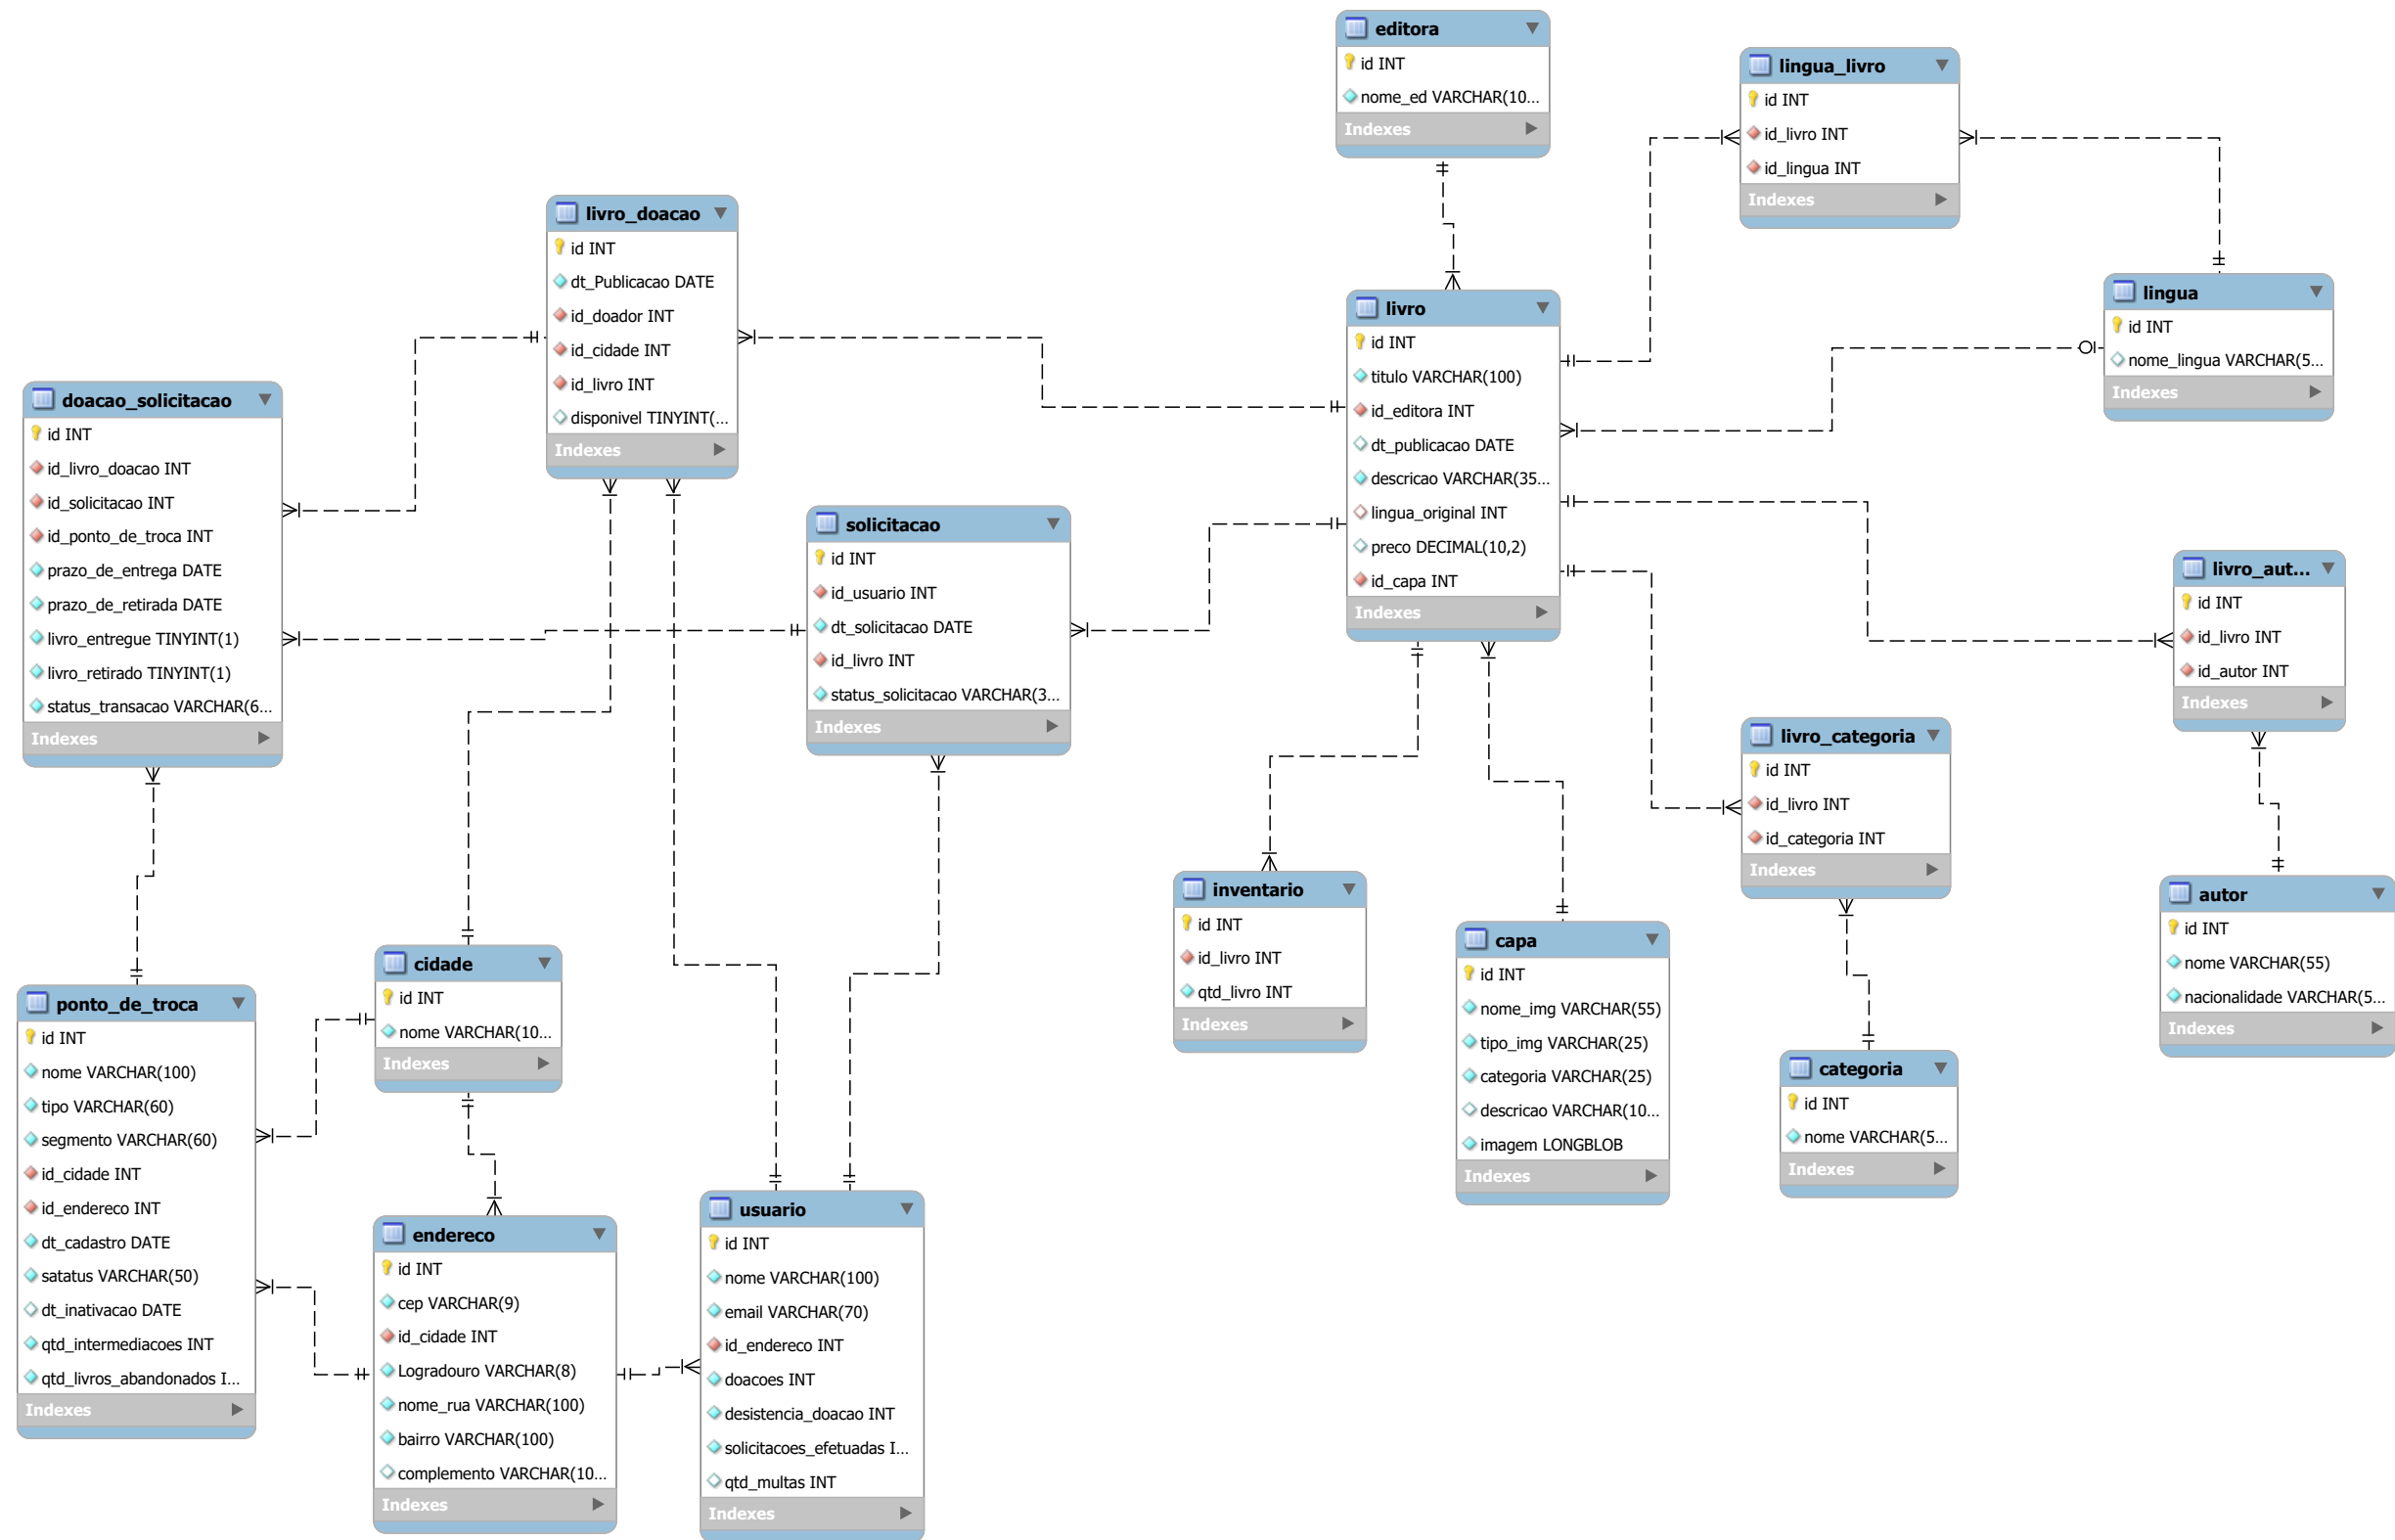 editora
id INT
nome_ed VARCHAR(10...
Indexes
lingua_livro
id INT
id_livro INT
id_lingua INT
Indexes
livro_doacao
id INT
dt_Publicacao DATE
id_doador INT
id_cidade INT
id_livro INT
disponivel TINYINT(...
Indexes
lingua
id INT
nome_lingua VARCHAR(5...
Indexes
livro
id INT
titulo VARCHAR(100)
id_editora INT
dt_publicacao DATE
descricao VARCHAR(35...
lingua_original INT
preco DECIMAL(10,2)
id_capa INT
Indexes
doacao_solicitacao
id INT
id_livro_doacao INT
id_solicitacao INT
id_ponto_de_troca INT
prazo_de_entrega DATE
prazo_de_retirada DATE
livro_entregue TINYINT(1)
livro_retirado TINYINT(1)
status_transacao VARCHAR(6...
Indexes
solicitacao
id INT
id_usuario INT
dt_solicitacao DATE
id_livro INT
status_solicitacao VARCHAR(3...
Indexes
livro_aut...
id INT
id_livro INT
id_autor INT
Indexes
livro_categoria
id INT
id_livro INT
id_categoria INT
Indexes
inventario
id INT
id_livro INT
qtd_livro INT
Indexes
capa
id INT
nome_img VARCHAR(55)
tipo_img VARCHAR(25)
categoria VARCHAR(25)
descricao VARCHAR(10...
imagem LONGBLOB
Indexes
autor
id INT
nome VARCHAR(55)
nacionalidade VARCHAR(5...
Indexes
cidade
id INT
nome VARCHAR(10...
Indexes
ponto_de_troca
id INT
nome VARCHAR(100)
tipo VARCHAR(60)
segmento VARCHAR(60)
id_cidade INT
id_endereco INT
dt_cadastro DATE
satatus VARCHAR(50)
dt_inativacao DATE
qtd_intermediacoes INT
qtd_livros_abandonados I...
Indexes
categoria
id INT
nome VARCHAR(5...
Indexes
endereco
id INT
cep VARCHAR(9)
id_cidade INT
Logradouro VARCHAR(8)
nome_rua VARCHAR(100)
bairro VARCHAR(100)
complemento VARCHAR(10...
Indexes
usuario
id INT
nome VARCHAR(100)
email VARCHAR(70)
id_endereco INT
doacoes INT
desistencia_doacao INT
solicitacoes_efetuadas I...
qtd_multas INT
Indexes